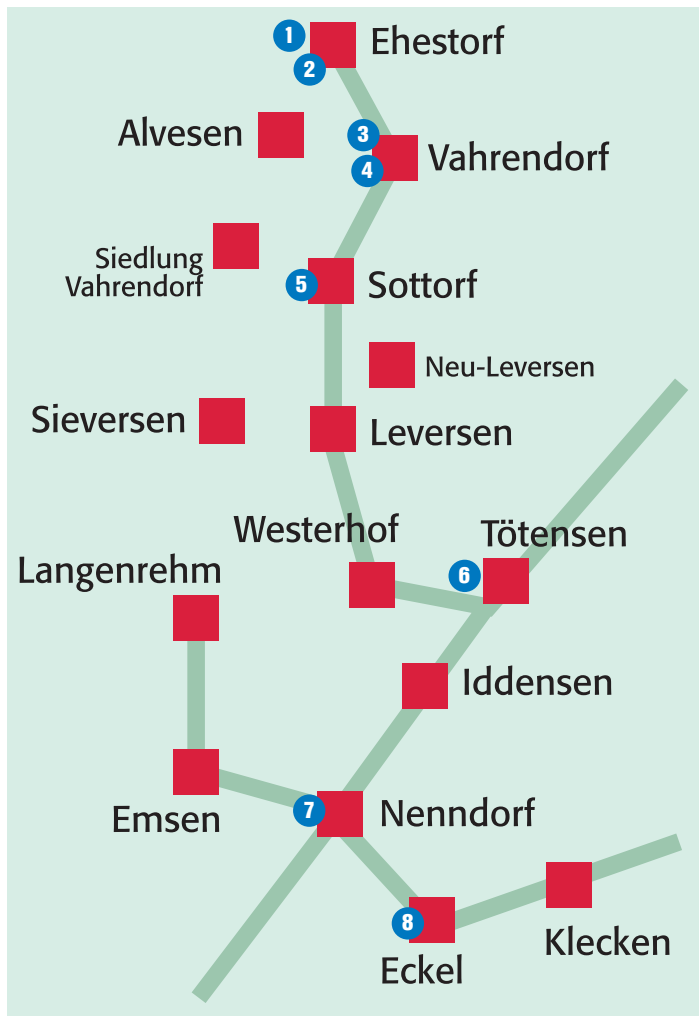 1
Ehestorf
2
Alvesen
3
Vahrendorf
4
Siedlung
Vahrendorf
5
Sottorf
Neu-Leversen
Sieversen
Leversen
Westerhof
Tötensen
Langenrehm
6
Iddensen
Emsen
7
Nenndorf
8
Klecken
Eckel